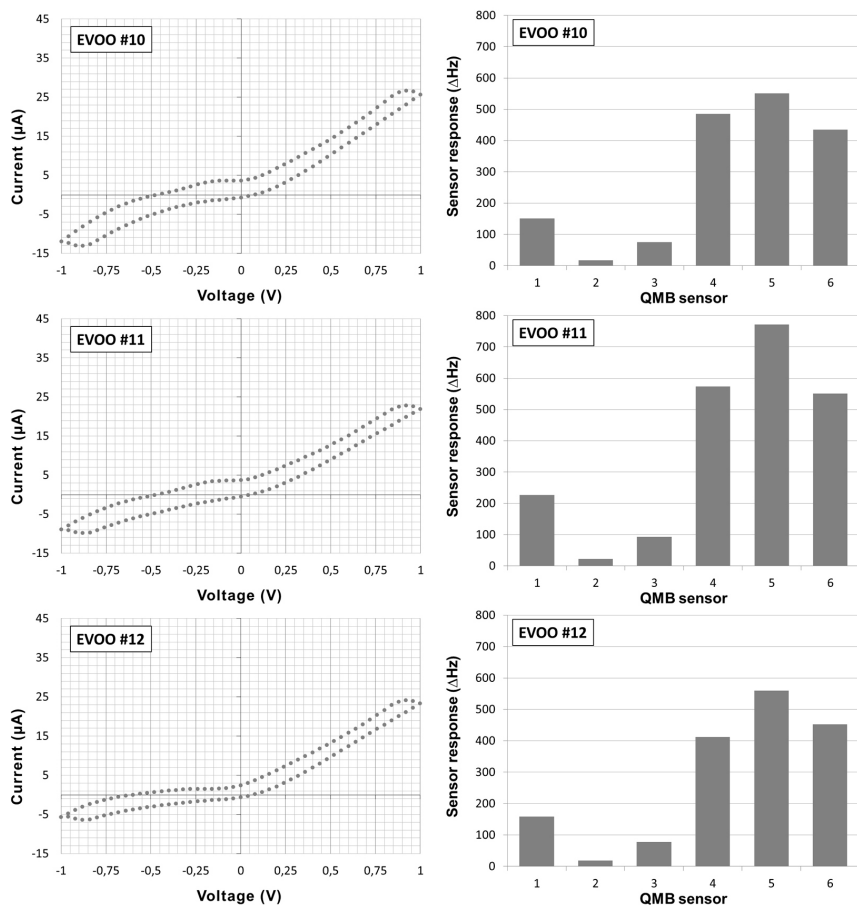 EVOO #10
45
35
25
15
5
-5
-15
Current (µA)
-1 -0,75 -0,5 -0,25 0 0,25 0,75 0,75 1
Voltage (V)
EVOO #10
800
700
600
500
400
300
200
100
0
Sensor response (∆Hz)
1 2 3 4 5 6
QMB sensor
EVOO #11
45
35
25
15
5
-5
-15
Current (µA)
-1 -0,75 -0,5 -0,25 0 0,25 0,5 0,75 1
Voltage (V)
EVOO #11
800
700
600
500
400
300
200
100
0
Sensor response (∆Hz)
1 2 3 4 5 6
QMB sensor
EVOO #12
45
35
25
15
5
-5
-15
Current (µA)
-1 -0,75 -0,5 -0,25 0 0,25 0,5 0,75 1
Voltage (V)
EVOO #12
800
700
600
500
400
300
200
100
0
Sensor response (∆Hz)
1 2 3 4 5 6
QMB sensor